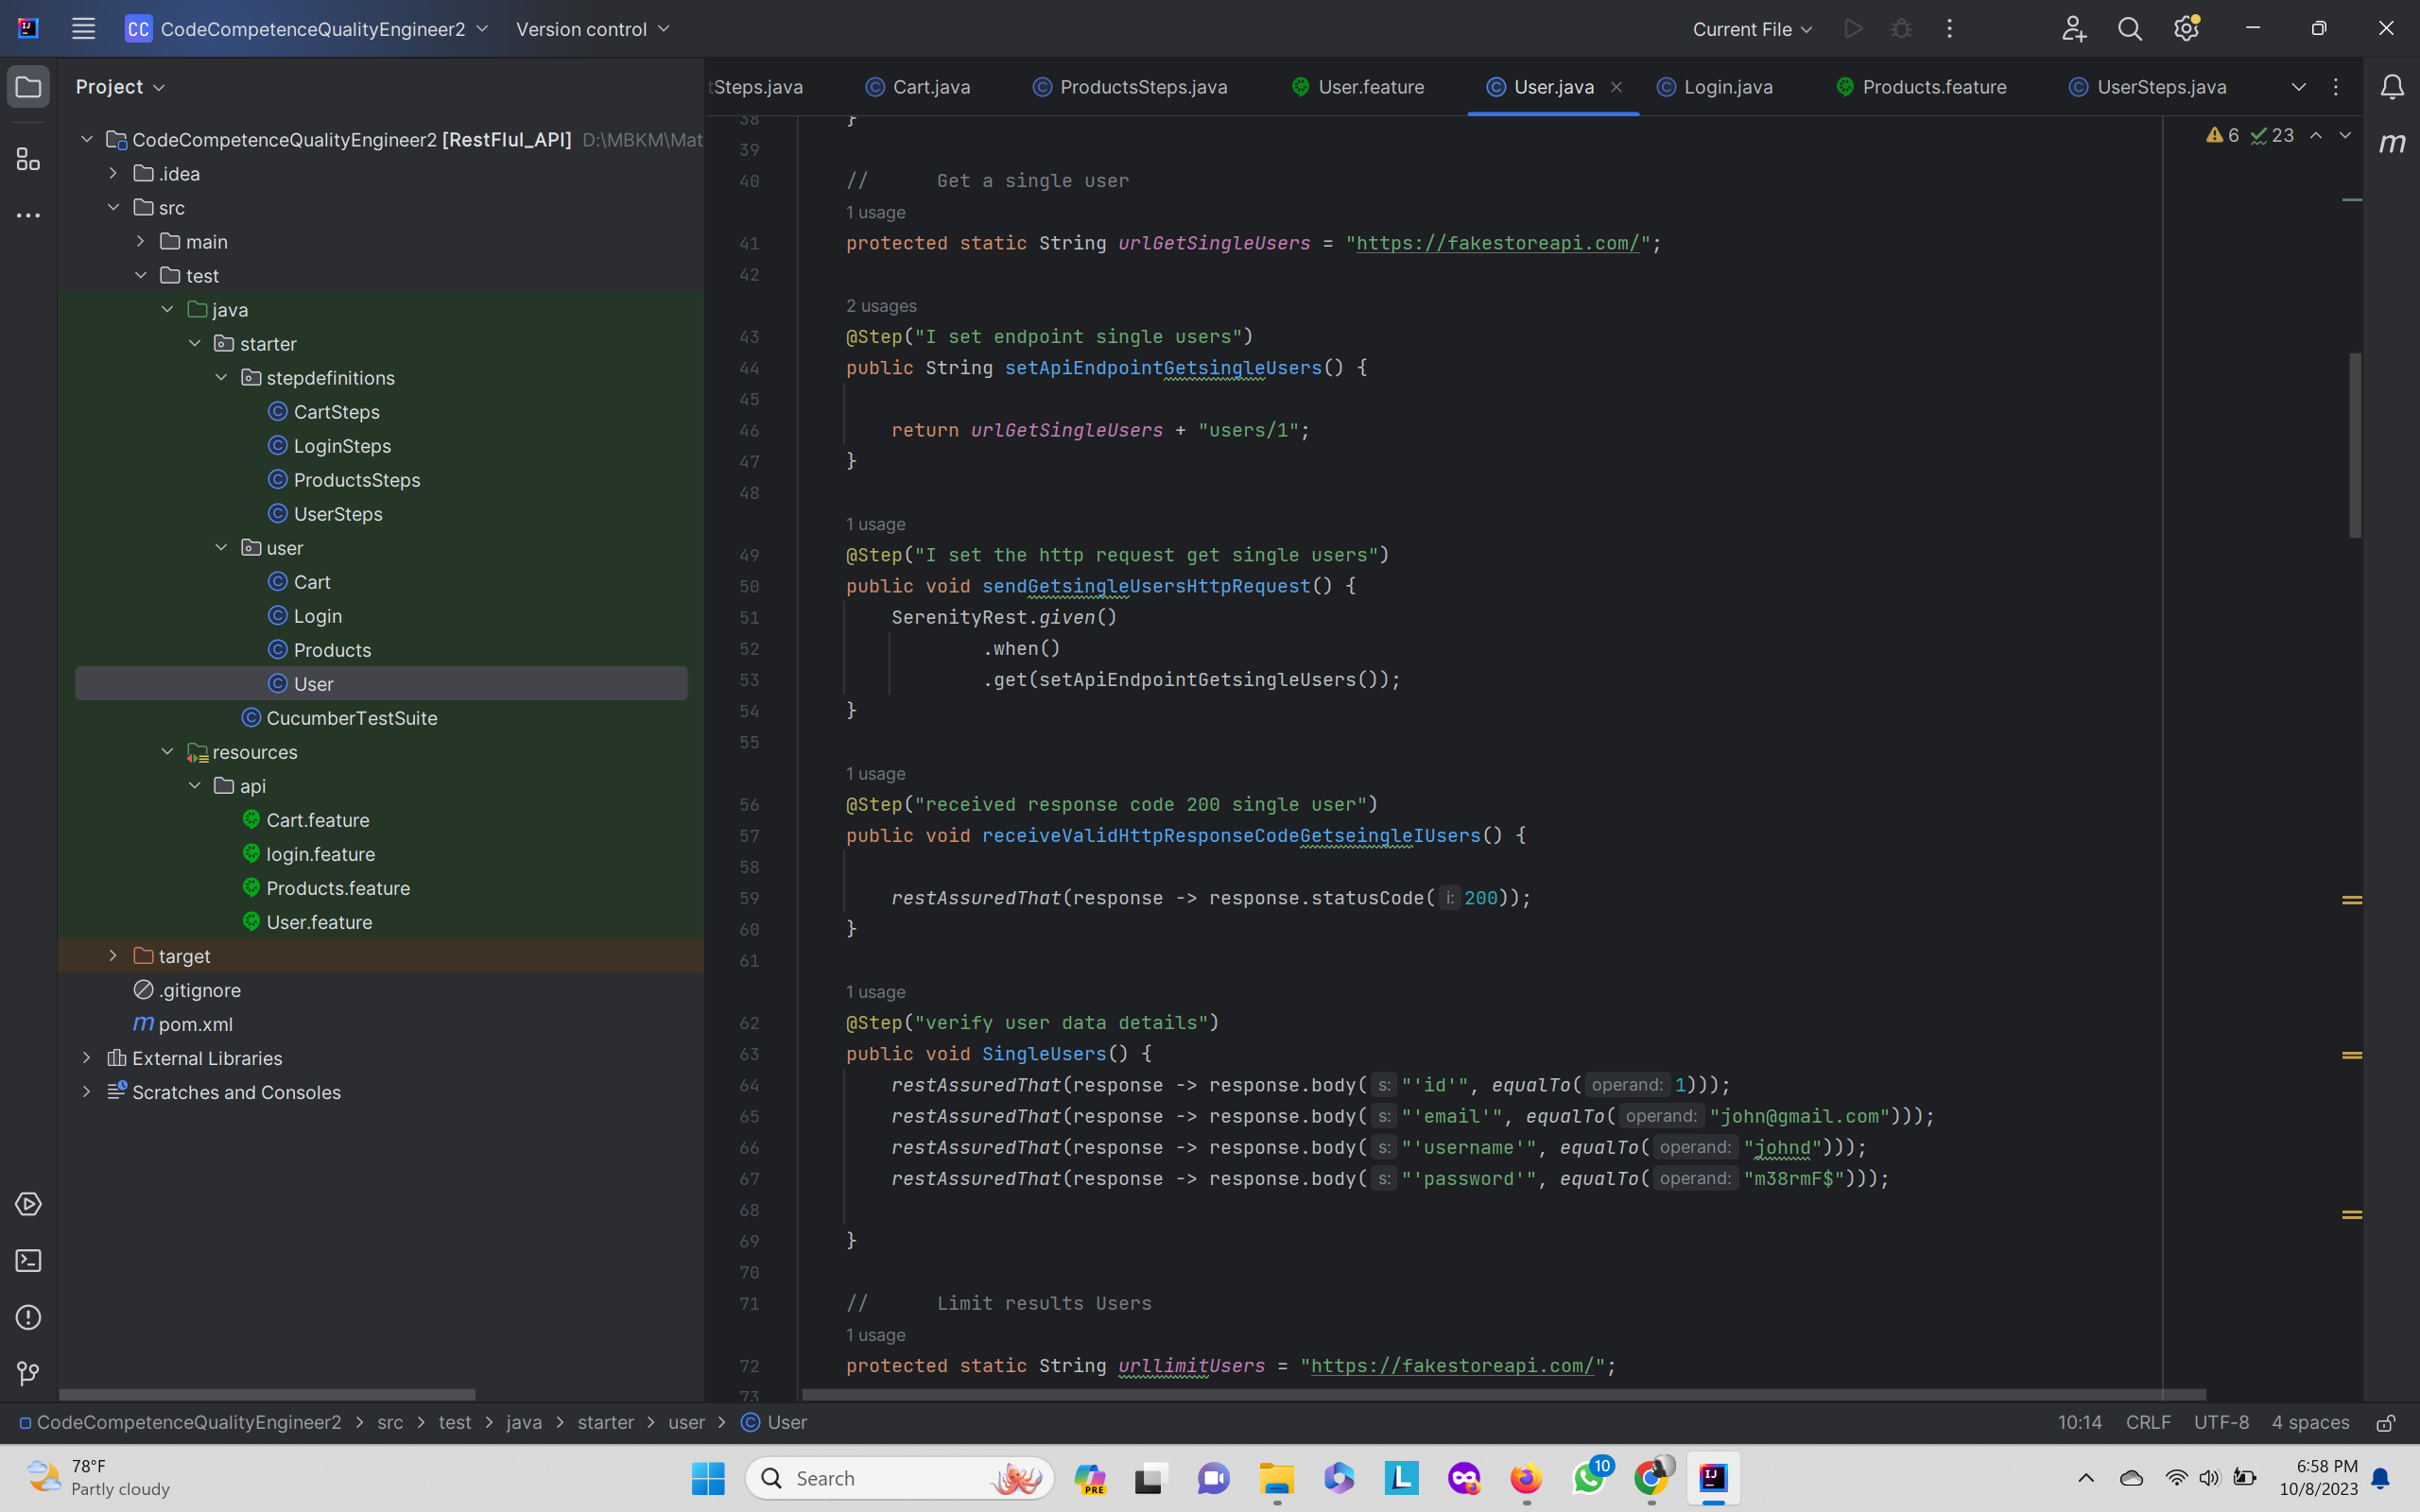 CC CodeCompetenceQualityEngineer2 Version control Current File
Project
tSteps.java Cart.java ProductsSteps.java User.feature User.java Login.java Products.feature UserSteps.java
CodeCompetenceQualityEngineer2 [RestFlul_API] D:\MBKM\Mat
.idea
src
main
test
java
starter
stepdefinitions
CartSteps
LoginSteps
ProductsSteps
UserSteps
user
Cart
Login
Products
User
CucumberTestSuite
resources
api
Cart.feature
login.feature
Products.feature
User.feature
target
.gitignore
pom.xml
External Libraries
Scratches and Consoles
6 23
38 }
39
40 // Get a single user
1 usage
41 protected static String urlGetSingleUsers = "https://fakestoreapi.com/";
42
2 usages
43 @Step("I set endpoint single users")
44 public String setApiEndpointGetsingleUsers() {
45
46 return urlGetSingleUsers + "users/1";
47 }
48
1 usage
49 @Step("I set the http request get single users")
50 public void sendGetsingleUsersHttpRequest() {
51 SerenityRest.given()
52 .when()
53 .get(setApiEndpointGetsingleUsers());
54 }
55
1 usage
56 @Step("received response code 200 single user")
57 public void receiveValidHttpResponseCodeGetseingleIUsers() {
58
59 restAssuredThat(response -> response.statusCode( i: 200));
60 }
61
1 usage
62 @Step("verify user data details")
63 public void SingleUsers() {
64 restAssuredThat(response -> response.body( s: "'id'", equalTo( operand: 1)));
65 restAssuredThat(response -> response.body( s: "'email'", equalTo( operand: "john@gmail.com")));
66 restAssuredThat(response -> response.body( s: "'username'", equalTo( operand: "johnd")));
67 restAssuredThat(response -> response.body( s: "'password'", equalTo( operand: "m38rmF$")));
68
69 }
70
71 // Limit results Users
1 usage
72 protected static String urllimitUsers = "https://fakestoreapi.com/";
73
CodeCompetenceQualityEngineer2 > src > test > java > starter > user > User 10:14 CRLF UTF-8 4 spaces
78°F
Partly cloudy
Search
PRE
L
10
6:58 PM
10/8/2023